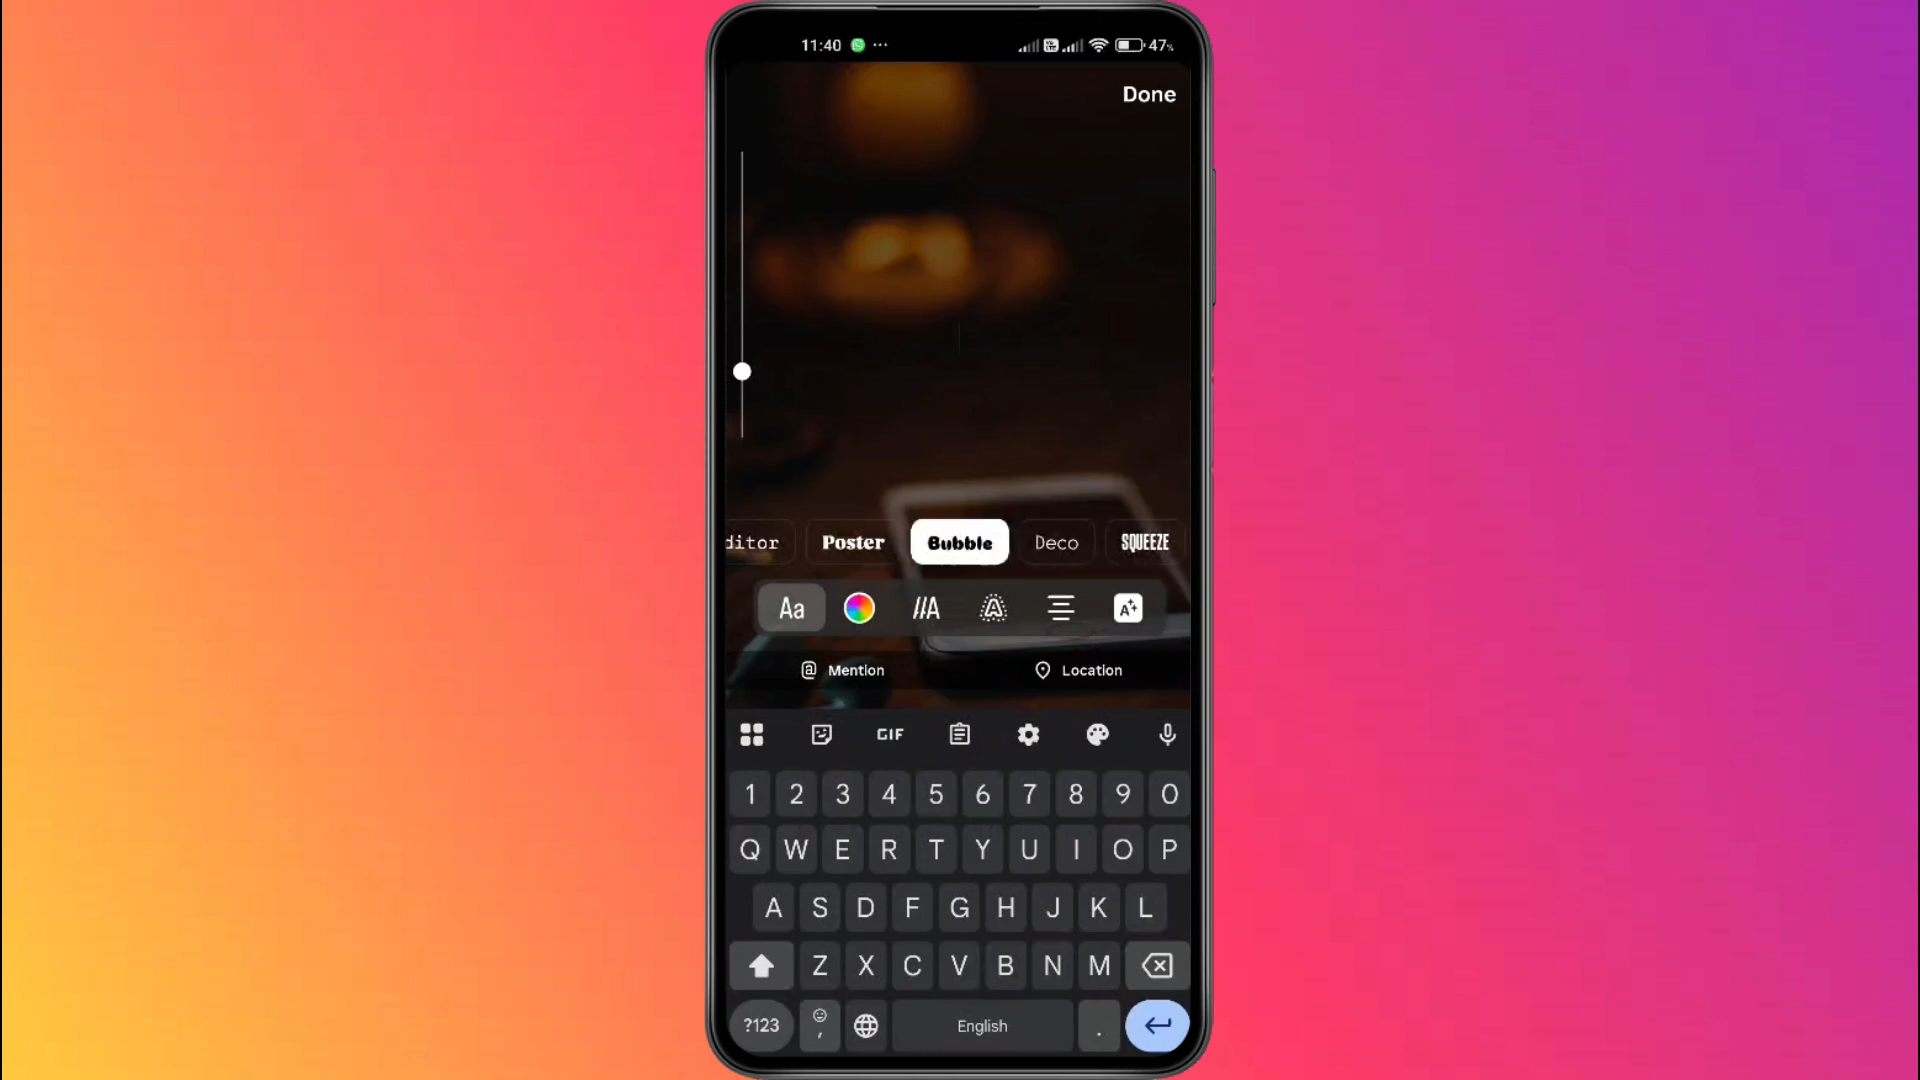 11:40 ... 47%
Done
ditor Poster Bubble Deco SQUEEZE
Aa //A A A+
@ Mention Location
GIF
1 2 3 4 5 6 7 8 9 0
Q W E R T Y U I O P
A S D F G H J K L
Z X C V B N M
?123 , English .